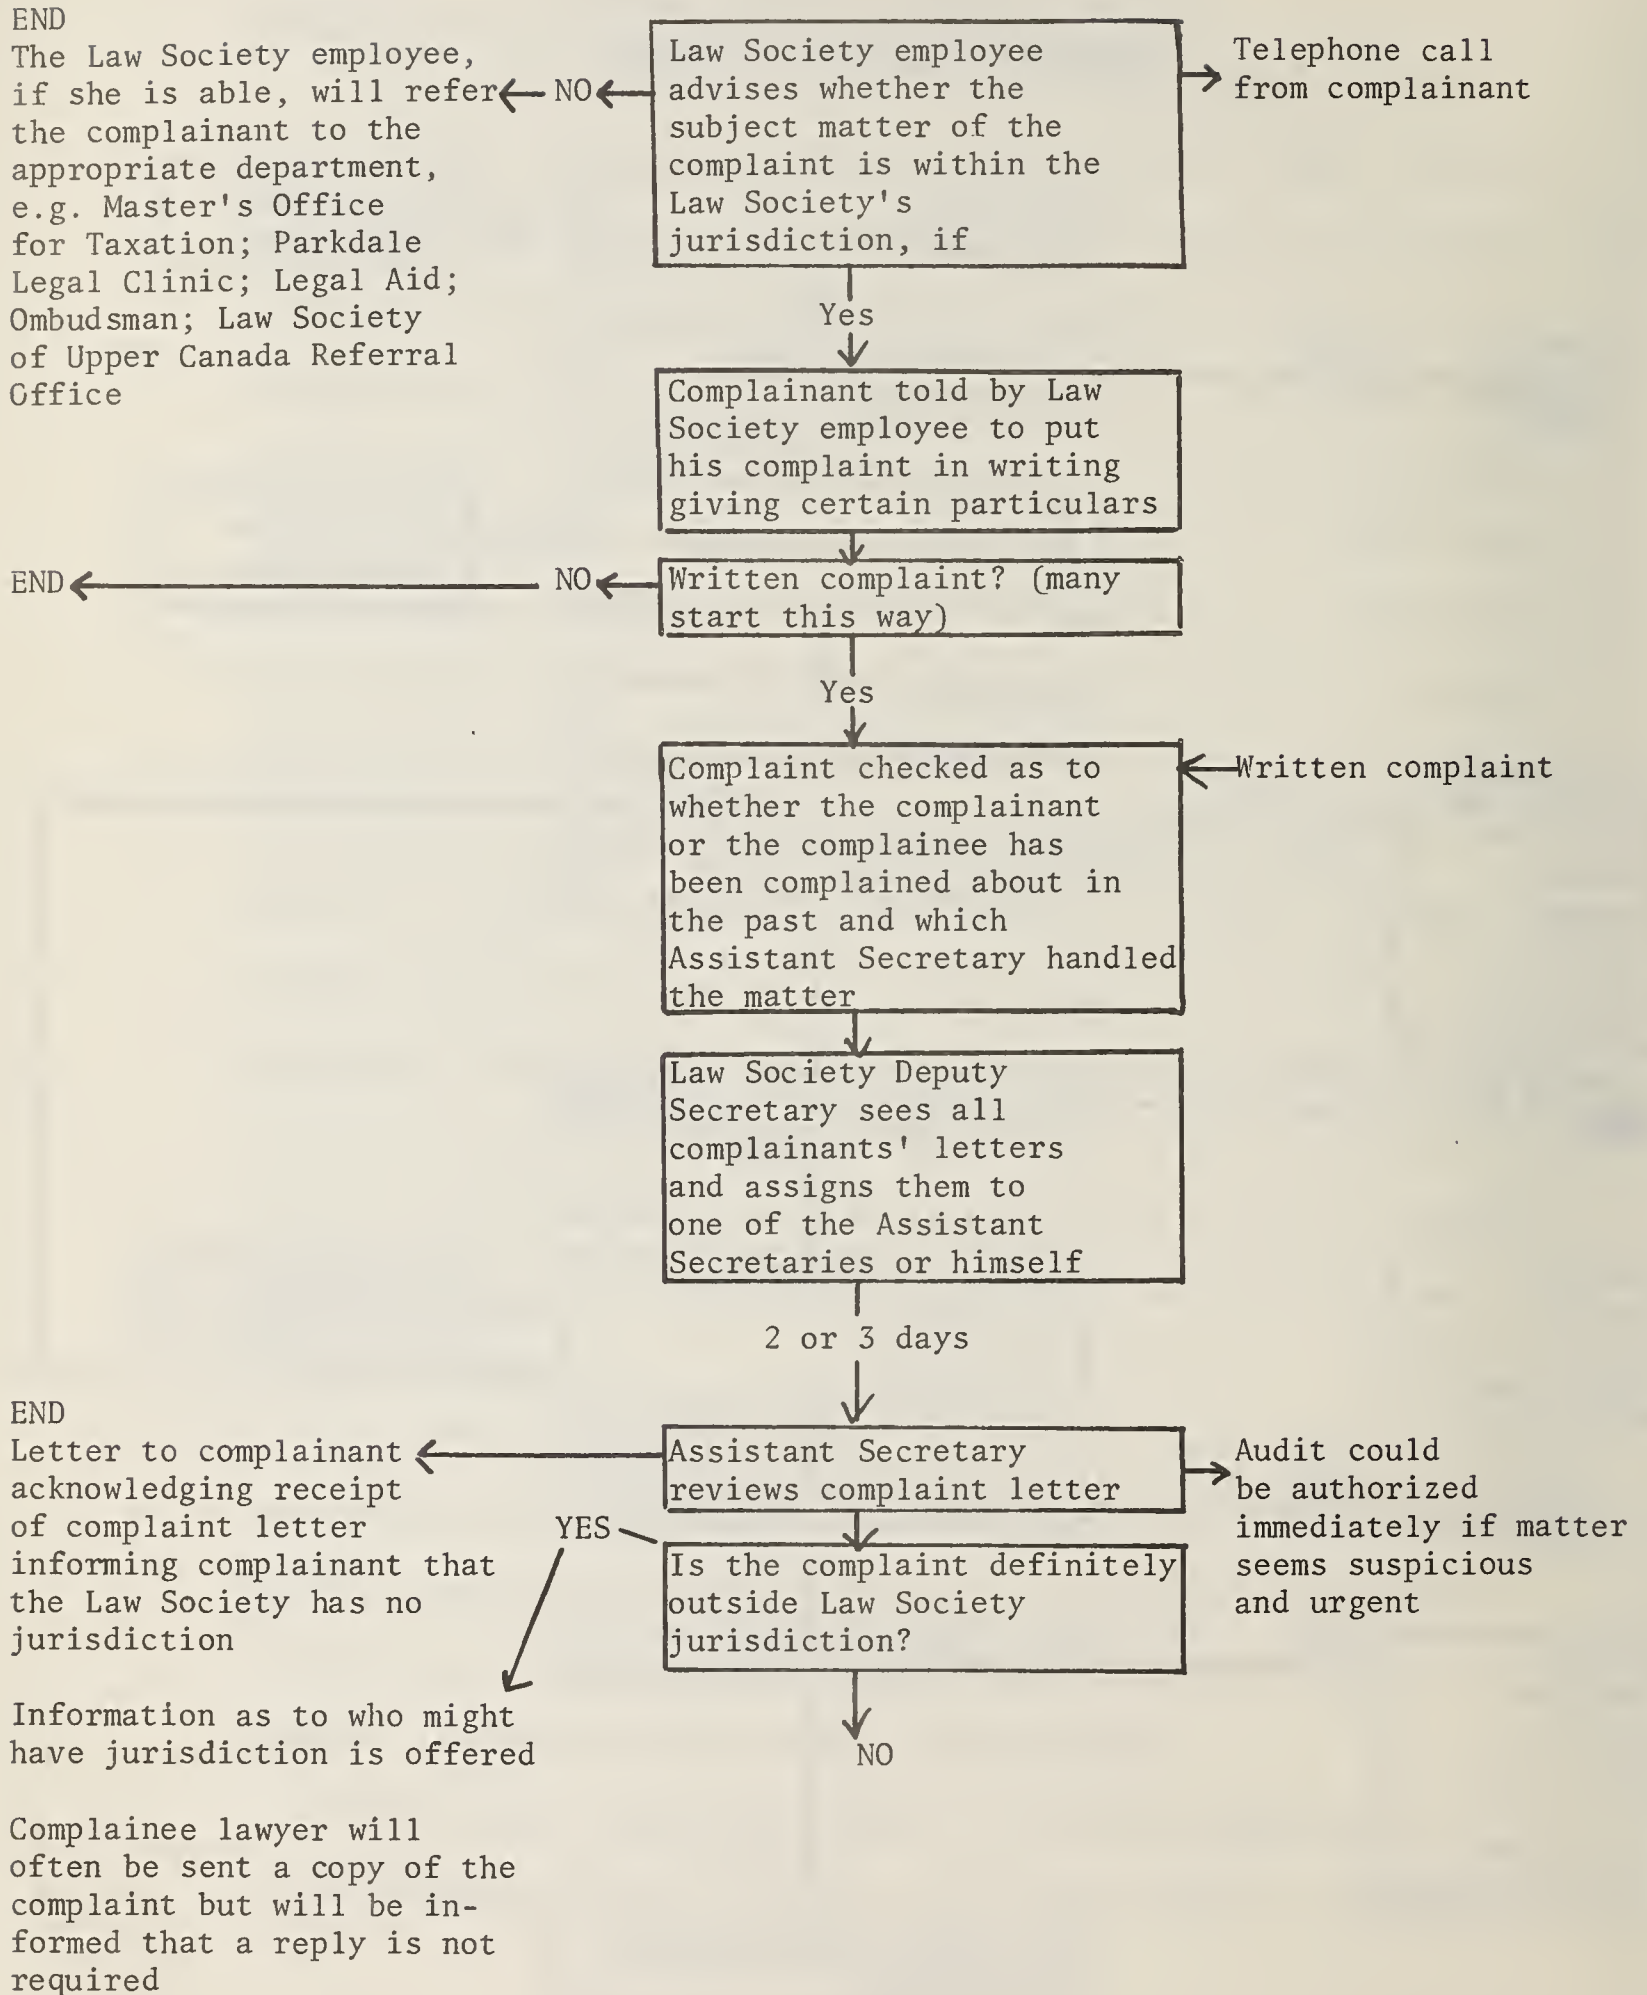 END
The Law Society employee,
if she is able, will refer
the complainant to the
appropriate department,
e.g. Master's Office
for Taxation; Parkdale
Legal Clinic; Legal Aid;
Ombudsman; Law Society
of Upper Canada Referral
Office
NO
Law Society employee
advises whether the
subject matter of the
complaint is within the
Law Society's
jurisdiction, if
Telephone call
from complainant
Yes
Complainant told by Law
Society employee to put
his complaint in writing
giving certain particulars
END
NO
Written complaint? (many
start this way)
Yes
Complaint checked as to
whether the complainant
or the complainee has
been complained about in
the past and which
Assistant Secretary handled
the matter
Written complaint
Law Society Deputy
Secretary sees all
complainants' letters
and assigns them to
one of the Assistant
Secretaries or himself
2 or 3 days
END
Letter to complainant
acknowledging receipt
of complaint letter
informing complainant that
the Law Society has no
jurisdiction
Assistant Secretary
reviews complaint letter
Audit could
be authorized
immediately if matter
seems suspicious
and urgent
YES
Is the complaint definitely
outside Law Society
jurisdiction?
Information as to who might
have jurisdiction is offered
NO
Complainee lawyer will
often be sent a copy of the
complaint but will be in-
formed that a reply is not
required